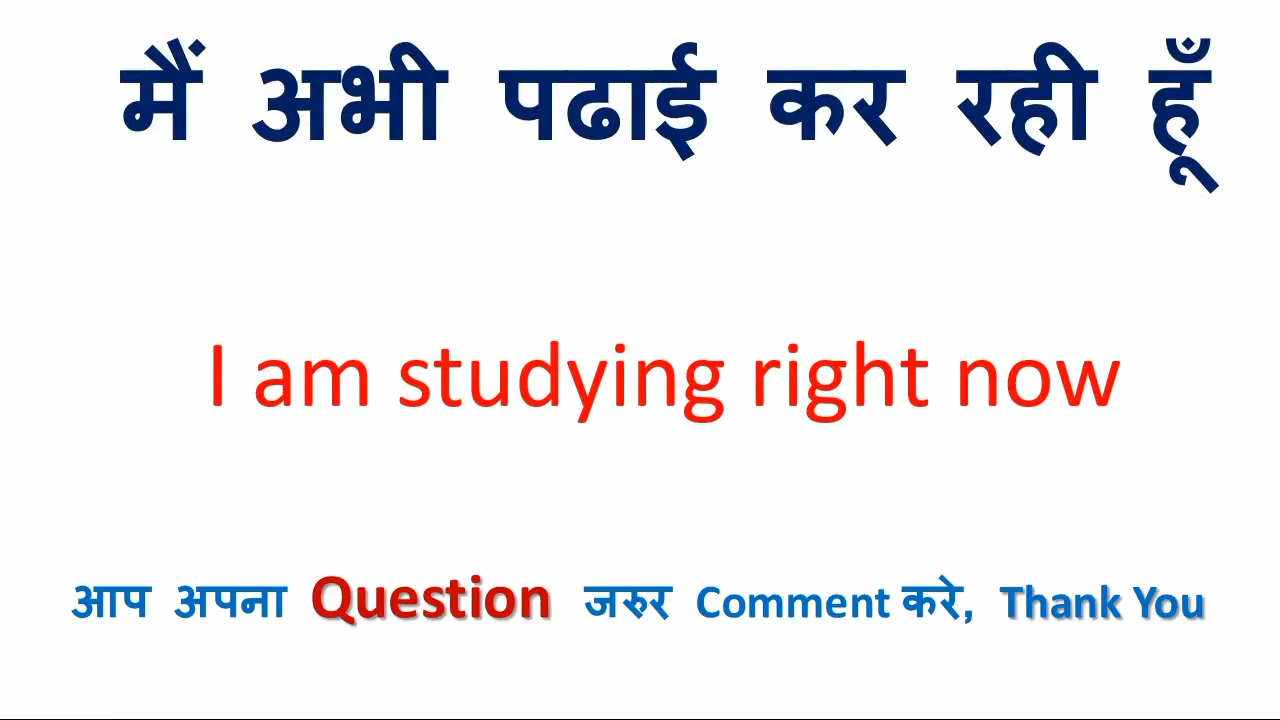 मैं अभी पढाई कर रही हूँ
I am studying right now
आप अपना Question जरुर Comment करे, Thank You